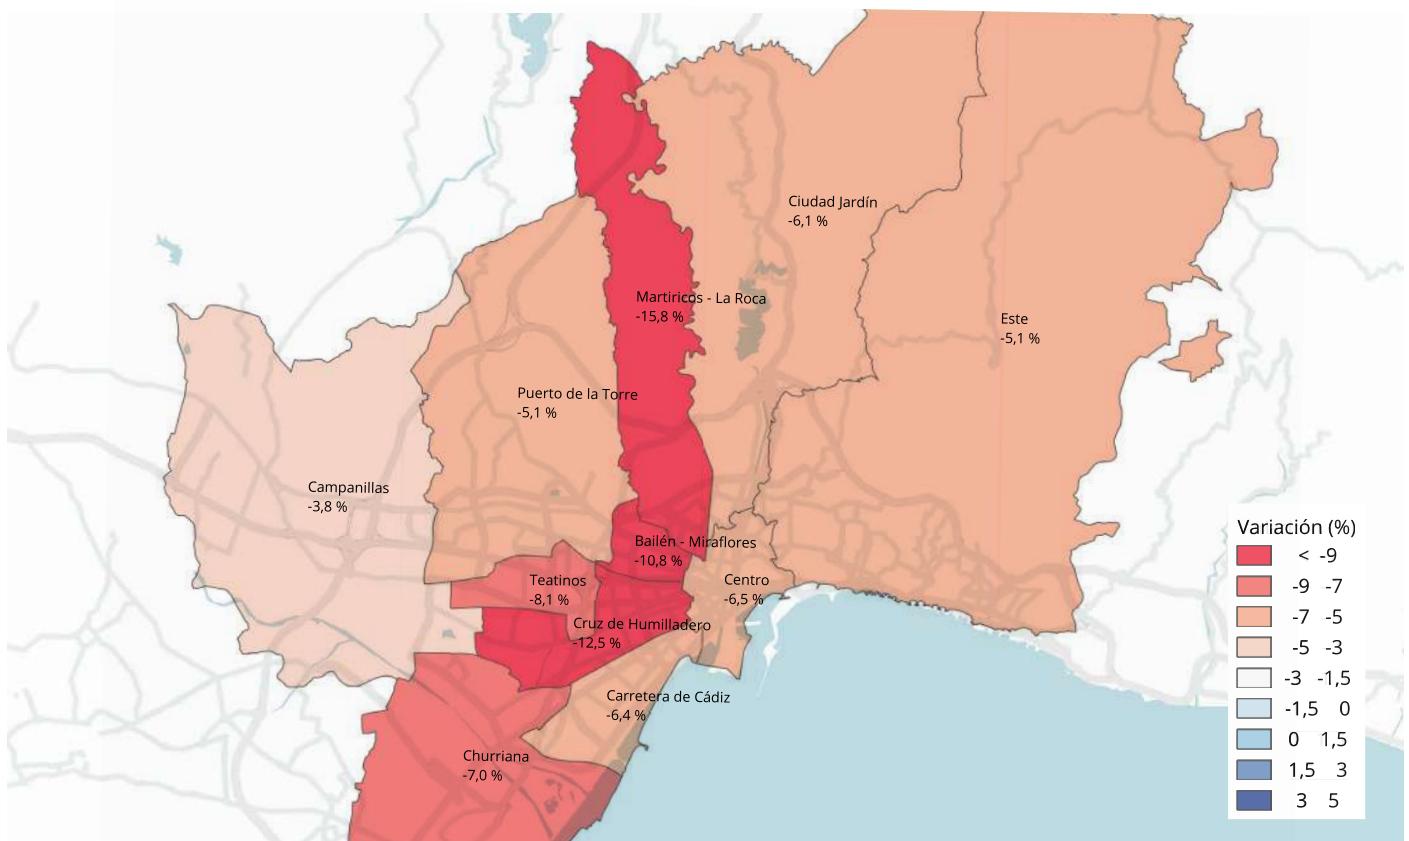 Ciudad Jardín
-6,1 %
Martiricos - La Roca
-15,8 %
Este
-5,1 %
Puerto de la Torre
-5,1 %
Campanillas
-3,8 %
Bailén - Miraflores
-10,8 %
Teatinos
-8,1 %
Centro
-6,5 %
Cruz de Humilladero
-12,5 %
Carretera de Cádiz
-6,4 %
Churriana
-7,0 %
Variación (%)
< -9
-9 -7
-7 -5
-5 -3
-3 -1,5
-1,5 0
0 1,5
1,5 3
3 5